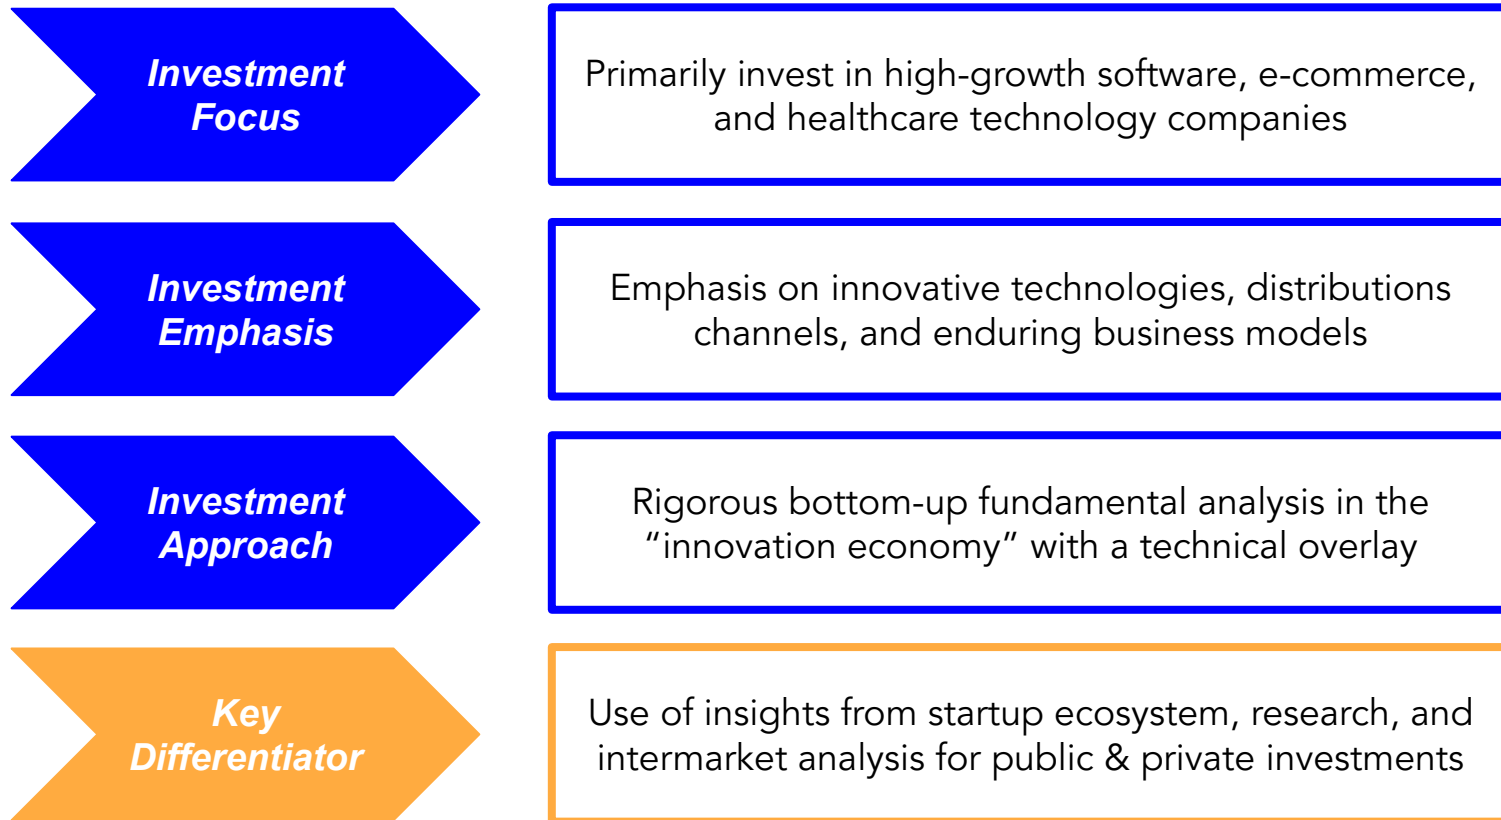 Investment
Focus
Primarily invest in high-growth software, e-commerce,
and healthcare technology companies
Investment
Emphasis
Emphasis on innovative technologies, distributions
channels, and enduring business models
Investment
Approach
Rigorous bottom-up fundamental analysis in the
“innovation economy” with a technical overlay
Key
Differentiator
Use of insights from startup ecosystem, research, and
intermarket analysis for public & private investments